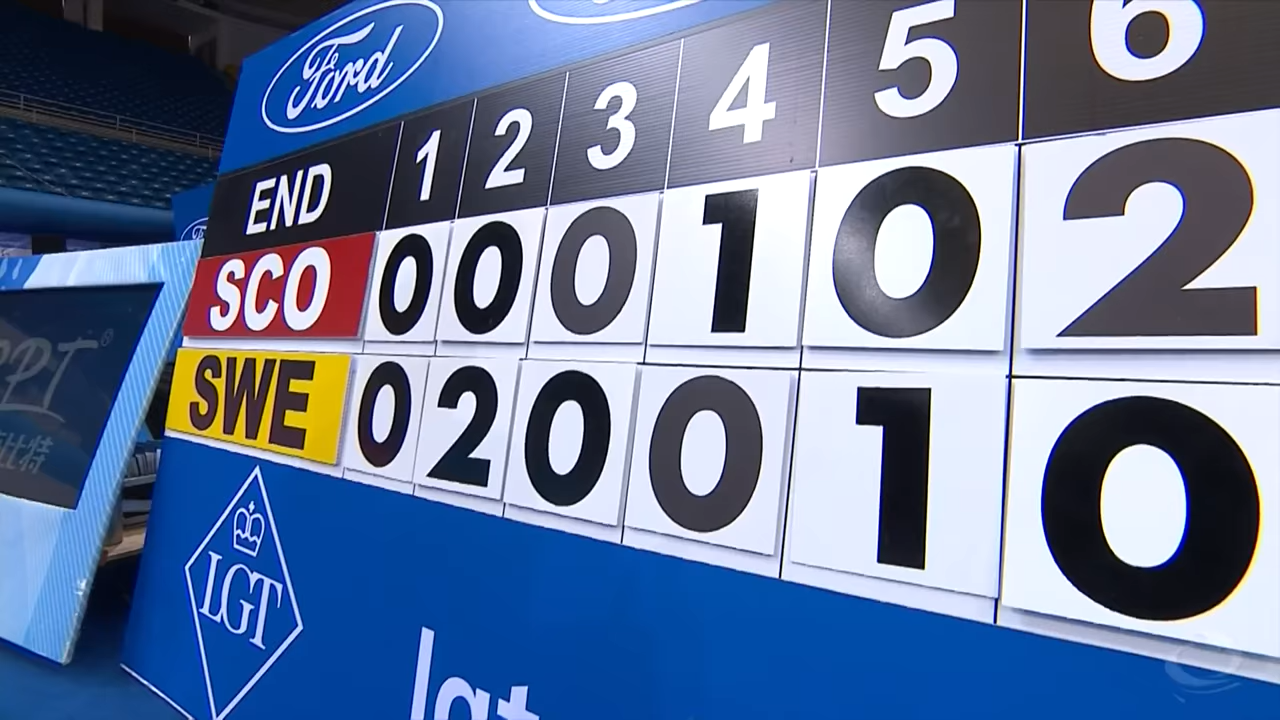 Ford
END 1 2 3 4 5 6
SCO 0 0 0 1 0 2
SWE 0 2 0 0 1 0
LGT
lgt